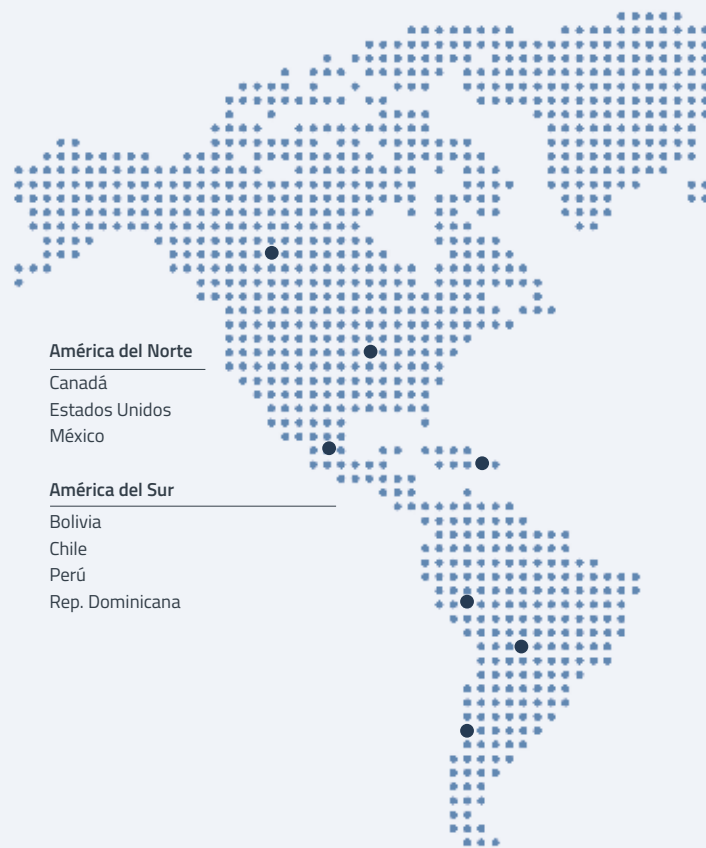 América del Norte
Canadá
Estados Unidos
México
América del Sur
Bolivia
Chile
Perú
Rep. Dominicana